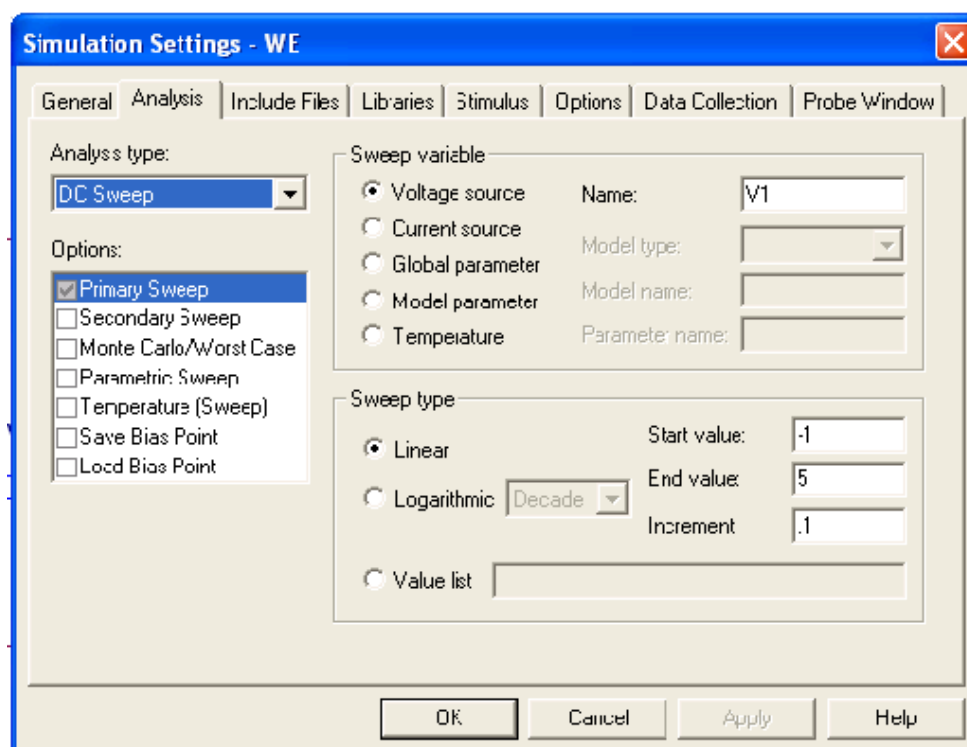 Simulation Settings - WE
General Analysis Include Files Libraries Stimulus Options Data Collection Probe Window
Analysis type:
DC Sweep
Options:
Primary Sweep
Secondary Sweep
Monte Carlo/Worst Case
Parametric Sweep
Temperature (Sweep)
Save Bias Point
Load Bias Point
Sweep variable
Voltage source
Current source
Global parameter
Model parameter
Temperature
Name: V1
Model type:
Model name:
Parameter name:
Sweep type
Linear
Logarithmic Decade
Value list
Start value: -1
End value: 5
Increment .1
OK Cancel Apply Help